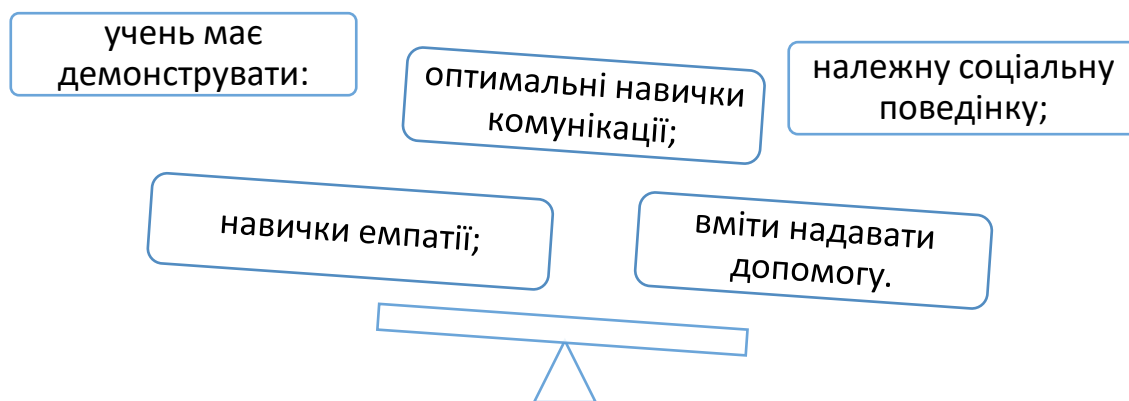 учень має
демонструвати:
оптимальні навички
комунікації;
належну соціальну
поведінку;
навички емпатії;
вміти надавати
допомогу.